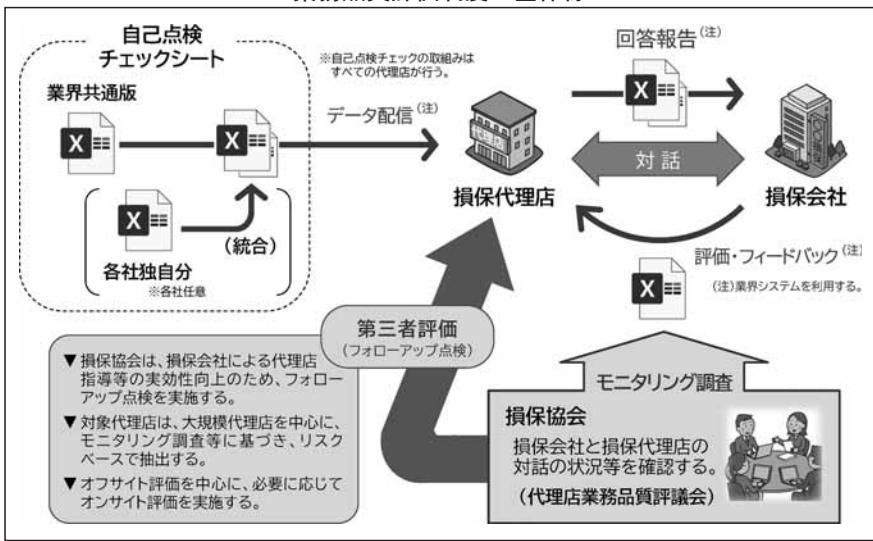 自己点検
チェックシート
業界共通版
各社独自分
※各社任意
(統合)
※自己点検チェックの取組みは
すべての代理店が行う。
データ配信(注)
代理店
損保代理店
回答報告(注)
対話
損保会社
評価・フィードバック(注)
(注)業界システムを利用する。
第三者評価
(フォローアップ点検)
▼損保協会は、損保会社による代理店
指導等の実効性向上のため、フォロー
アップ点検を実施する。
▼対象代理店は、大規模代理店を中心に、
モニタリング調査等に基づき、リスク
ベースで抽出する。
▼オフサイト評価を中心に、必要に応じて
オンサイト評価を実施する。
モニタリング調査
損保協会
損保会社と損保代理店の
対話の状況等を確認する。
(代理店業務品質評議会)
X
X
X
X
X